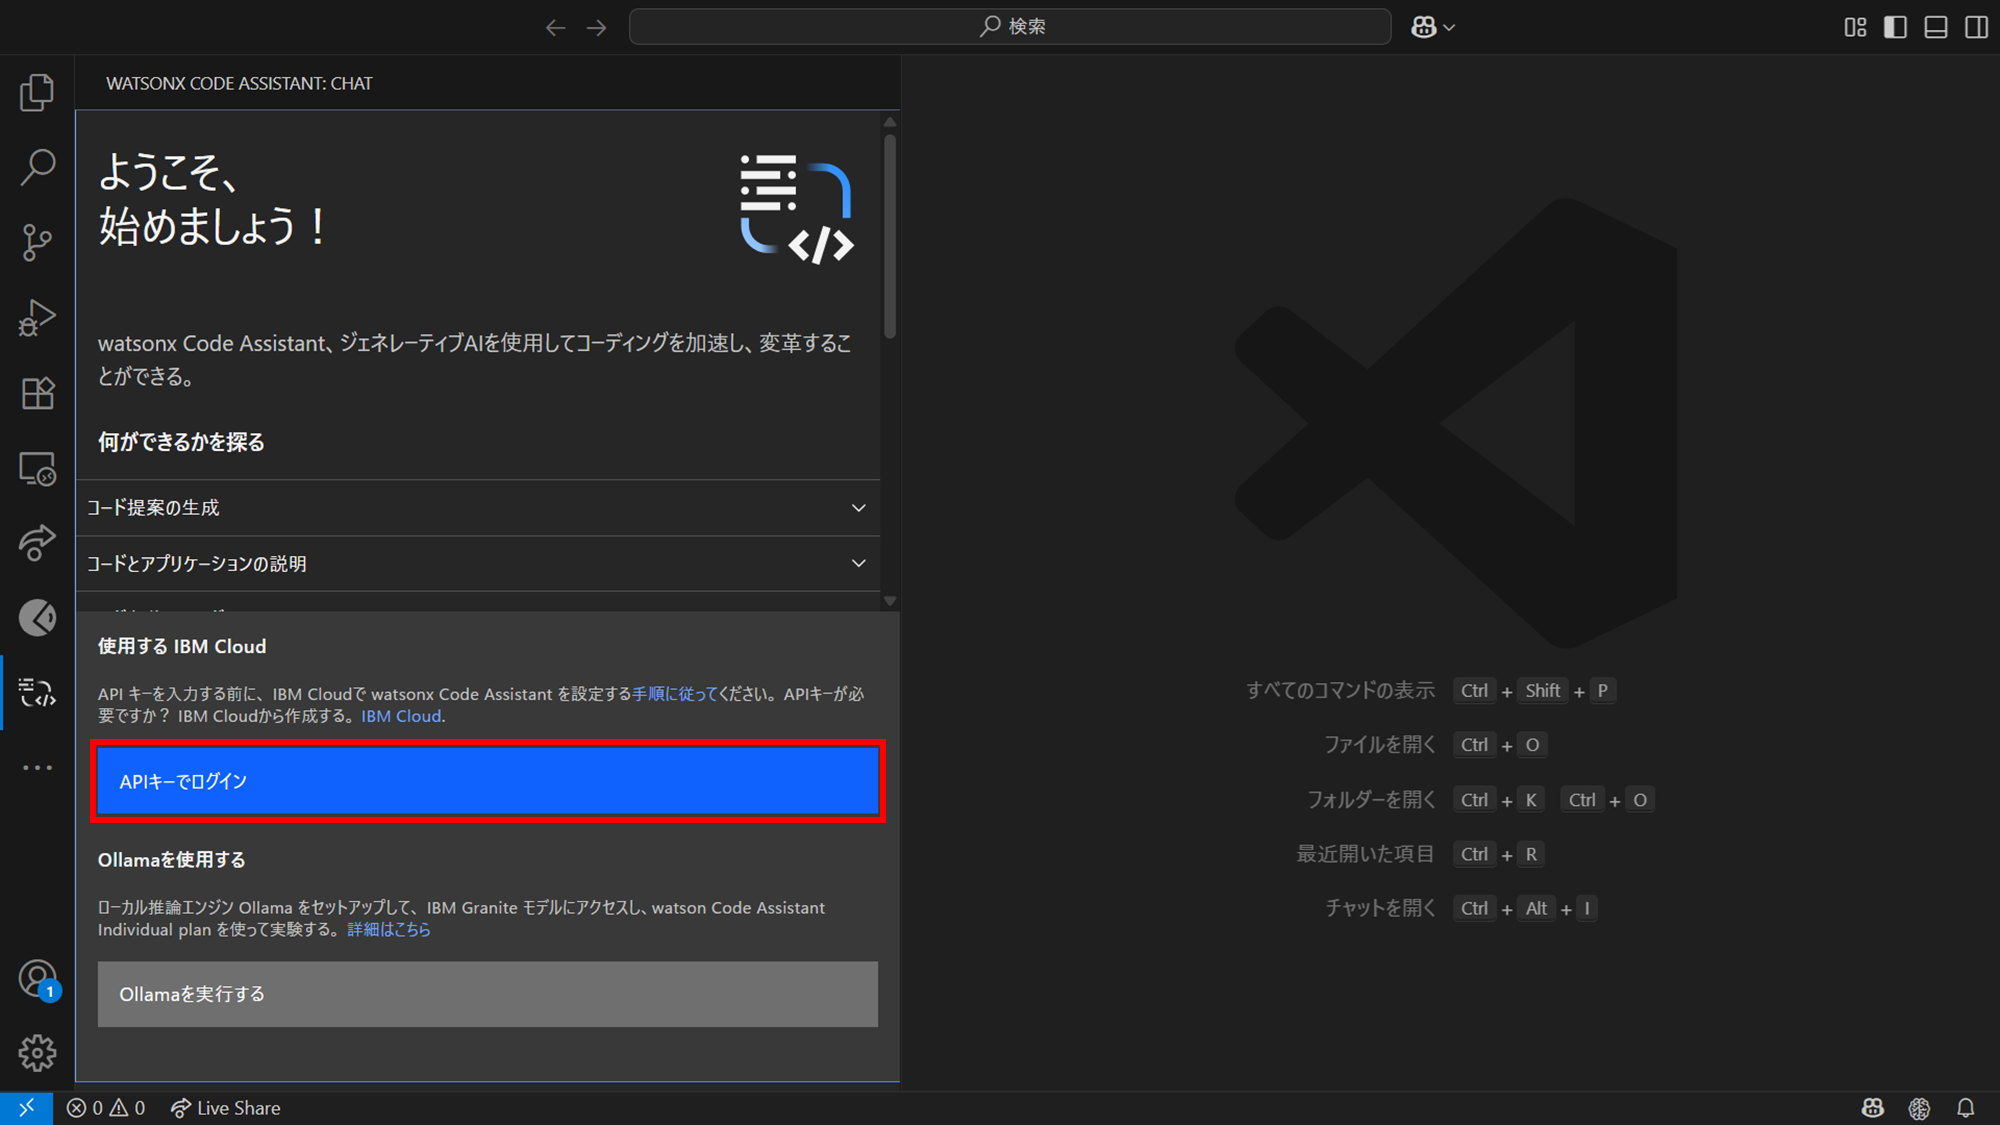 検索
WATSONX CODE ASSISTANT: CHAT
ようこそ、
始めましょう！
watsonx Code Assistant、ジェネレーティブAIを使用してコーディングを加速し、変革するこ
とができる。
何ができるかを探る
コード提案の生成
コードとアプリケーションの説明
使用する IBM Cloud
API キーを入力する前に、IBM Cloudで watsonx Code Assistant を設定する手順に従ってください。APIキーが必
要ですか？ IBM Cloudから作成する。IBM Cloud.
APIキーでログイン
Ollamaを使用する
ローカル推論エンジン Ollama をセットアップして、IBM Granite モデルにアクセスし、watson Code Assistant
Individual plan を使って実験する。詳細はこちら
Ollamaを実行する
すべてのコマンドの表示 Ctrl + Shift + P
ファイルを開く Ctrl + O
フォルダーを開く Ctrl + K Ctrl + O
最近開いた項目 Ctrl + R
チャットを開く Ctrl + Alt + I
1
0 0 Live Share